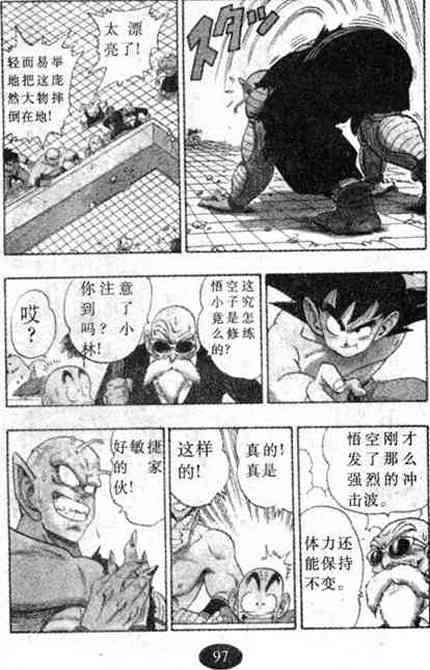 スタッ
太漂
亮了!
轻而易举
地把这庞
然大物摔
倒在地!
悟空这
小子究
竟是怎
么修练
的?
你注意
到了
吗?小
林!
哎
?
悟空刚才
发了那么
强烈的冲
击波。
体力还
能保持
不变。
真的!
真是
这样
的!
好敏捷
的家
伙!
97